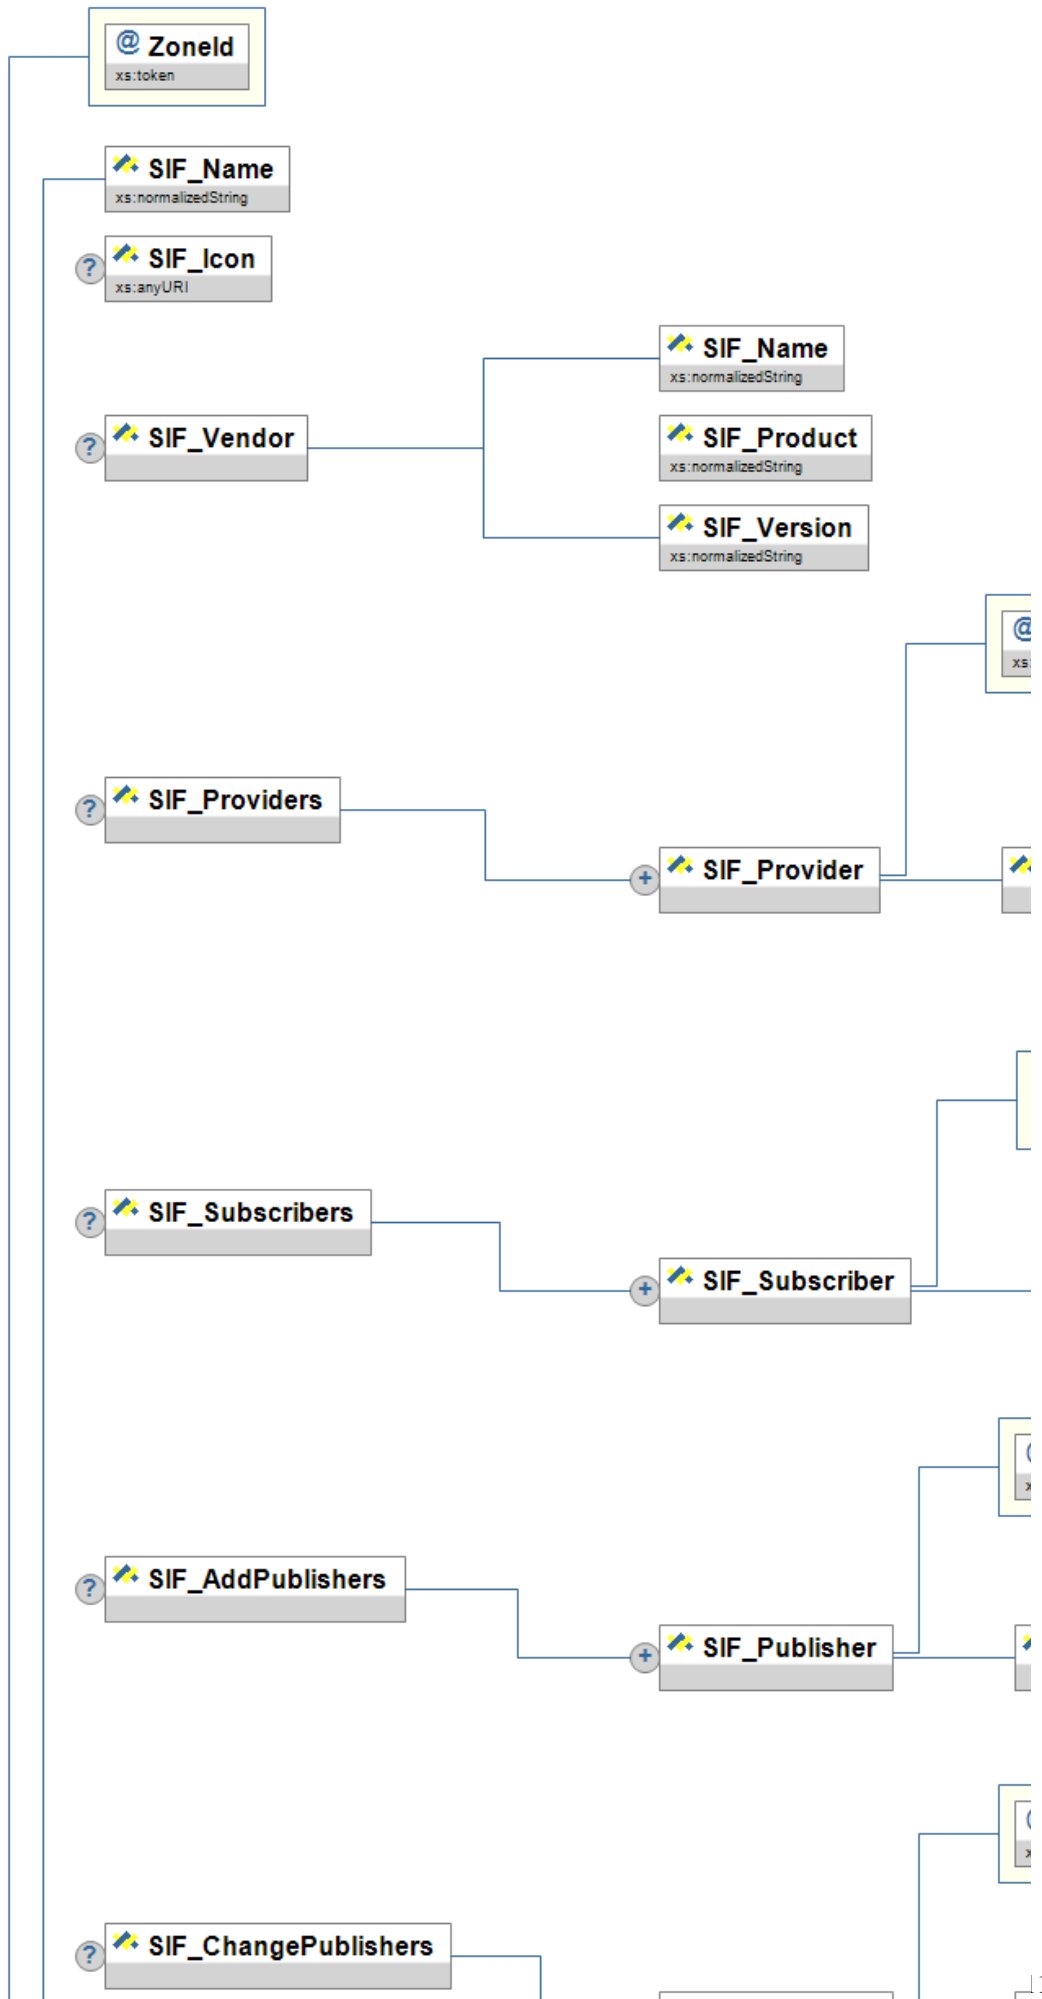 @ ZoneId
xs:token
SIF_Name
xs:normalizedString
? SIF_Icon
xs:anyURI
SIF_Name
xs:normalizedString
? SIF_Vendor
SIF_Product
xs:normalizedString
SIF_Version
xs:normalizedString
@
xs:
? SIF_Providers
+ SIF_Provider
? SIF_Subscribers
+ SIF_Subscriber
? SIF_AddPublishers
+ SIF_Publisher
? SIF_ChangePublishers